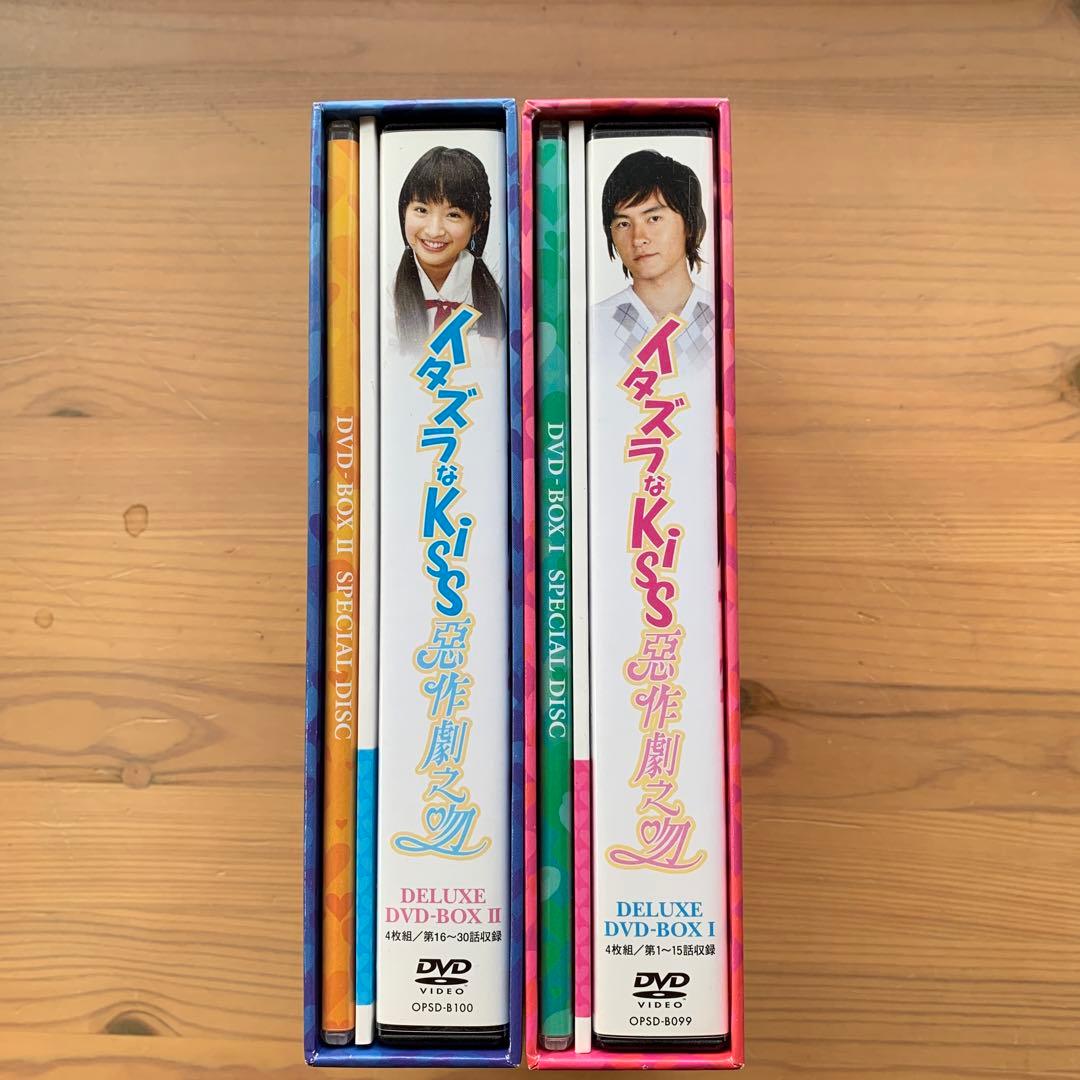 DVD-BOX II SPECIAL DISC
イタズラなKiss
惡作劇之吻
DELUXE
DVD-BOX II
4枚組／第16～30話収録
DVD
VIDEO
OPSD-B100
DVD-BOX I SPECIAL DISC
イタズラなKiss
惡作劇之吻
DELUXE
DVD-BOX I
4枚組／第1～15話収録
DVD
VIDEO
OPSD-B099